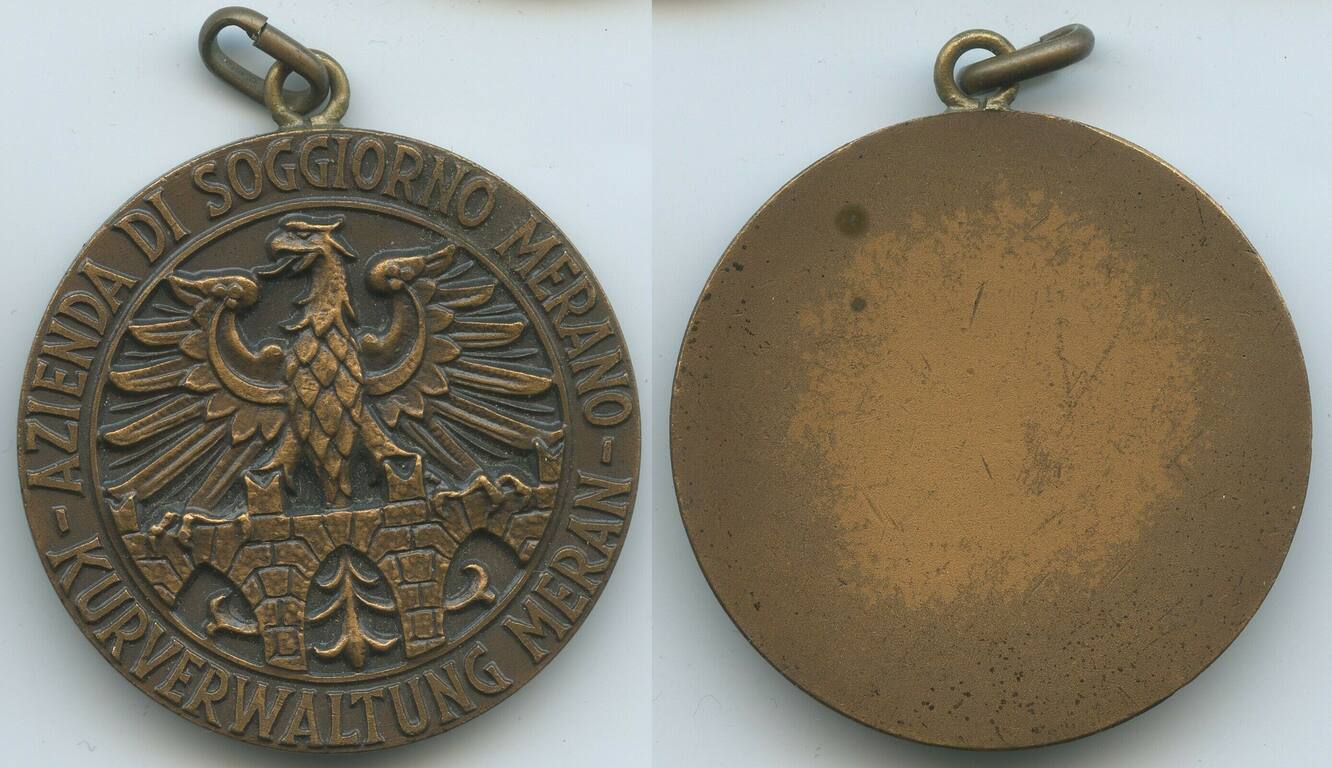 AZIENDA DI SOGGIORNO MERANO
- KURVERWALTUNG MERAN -